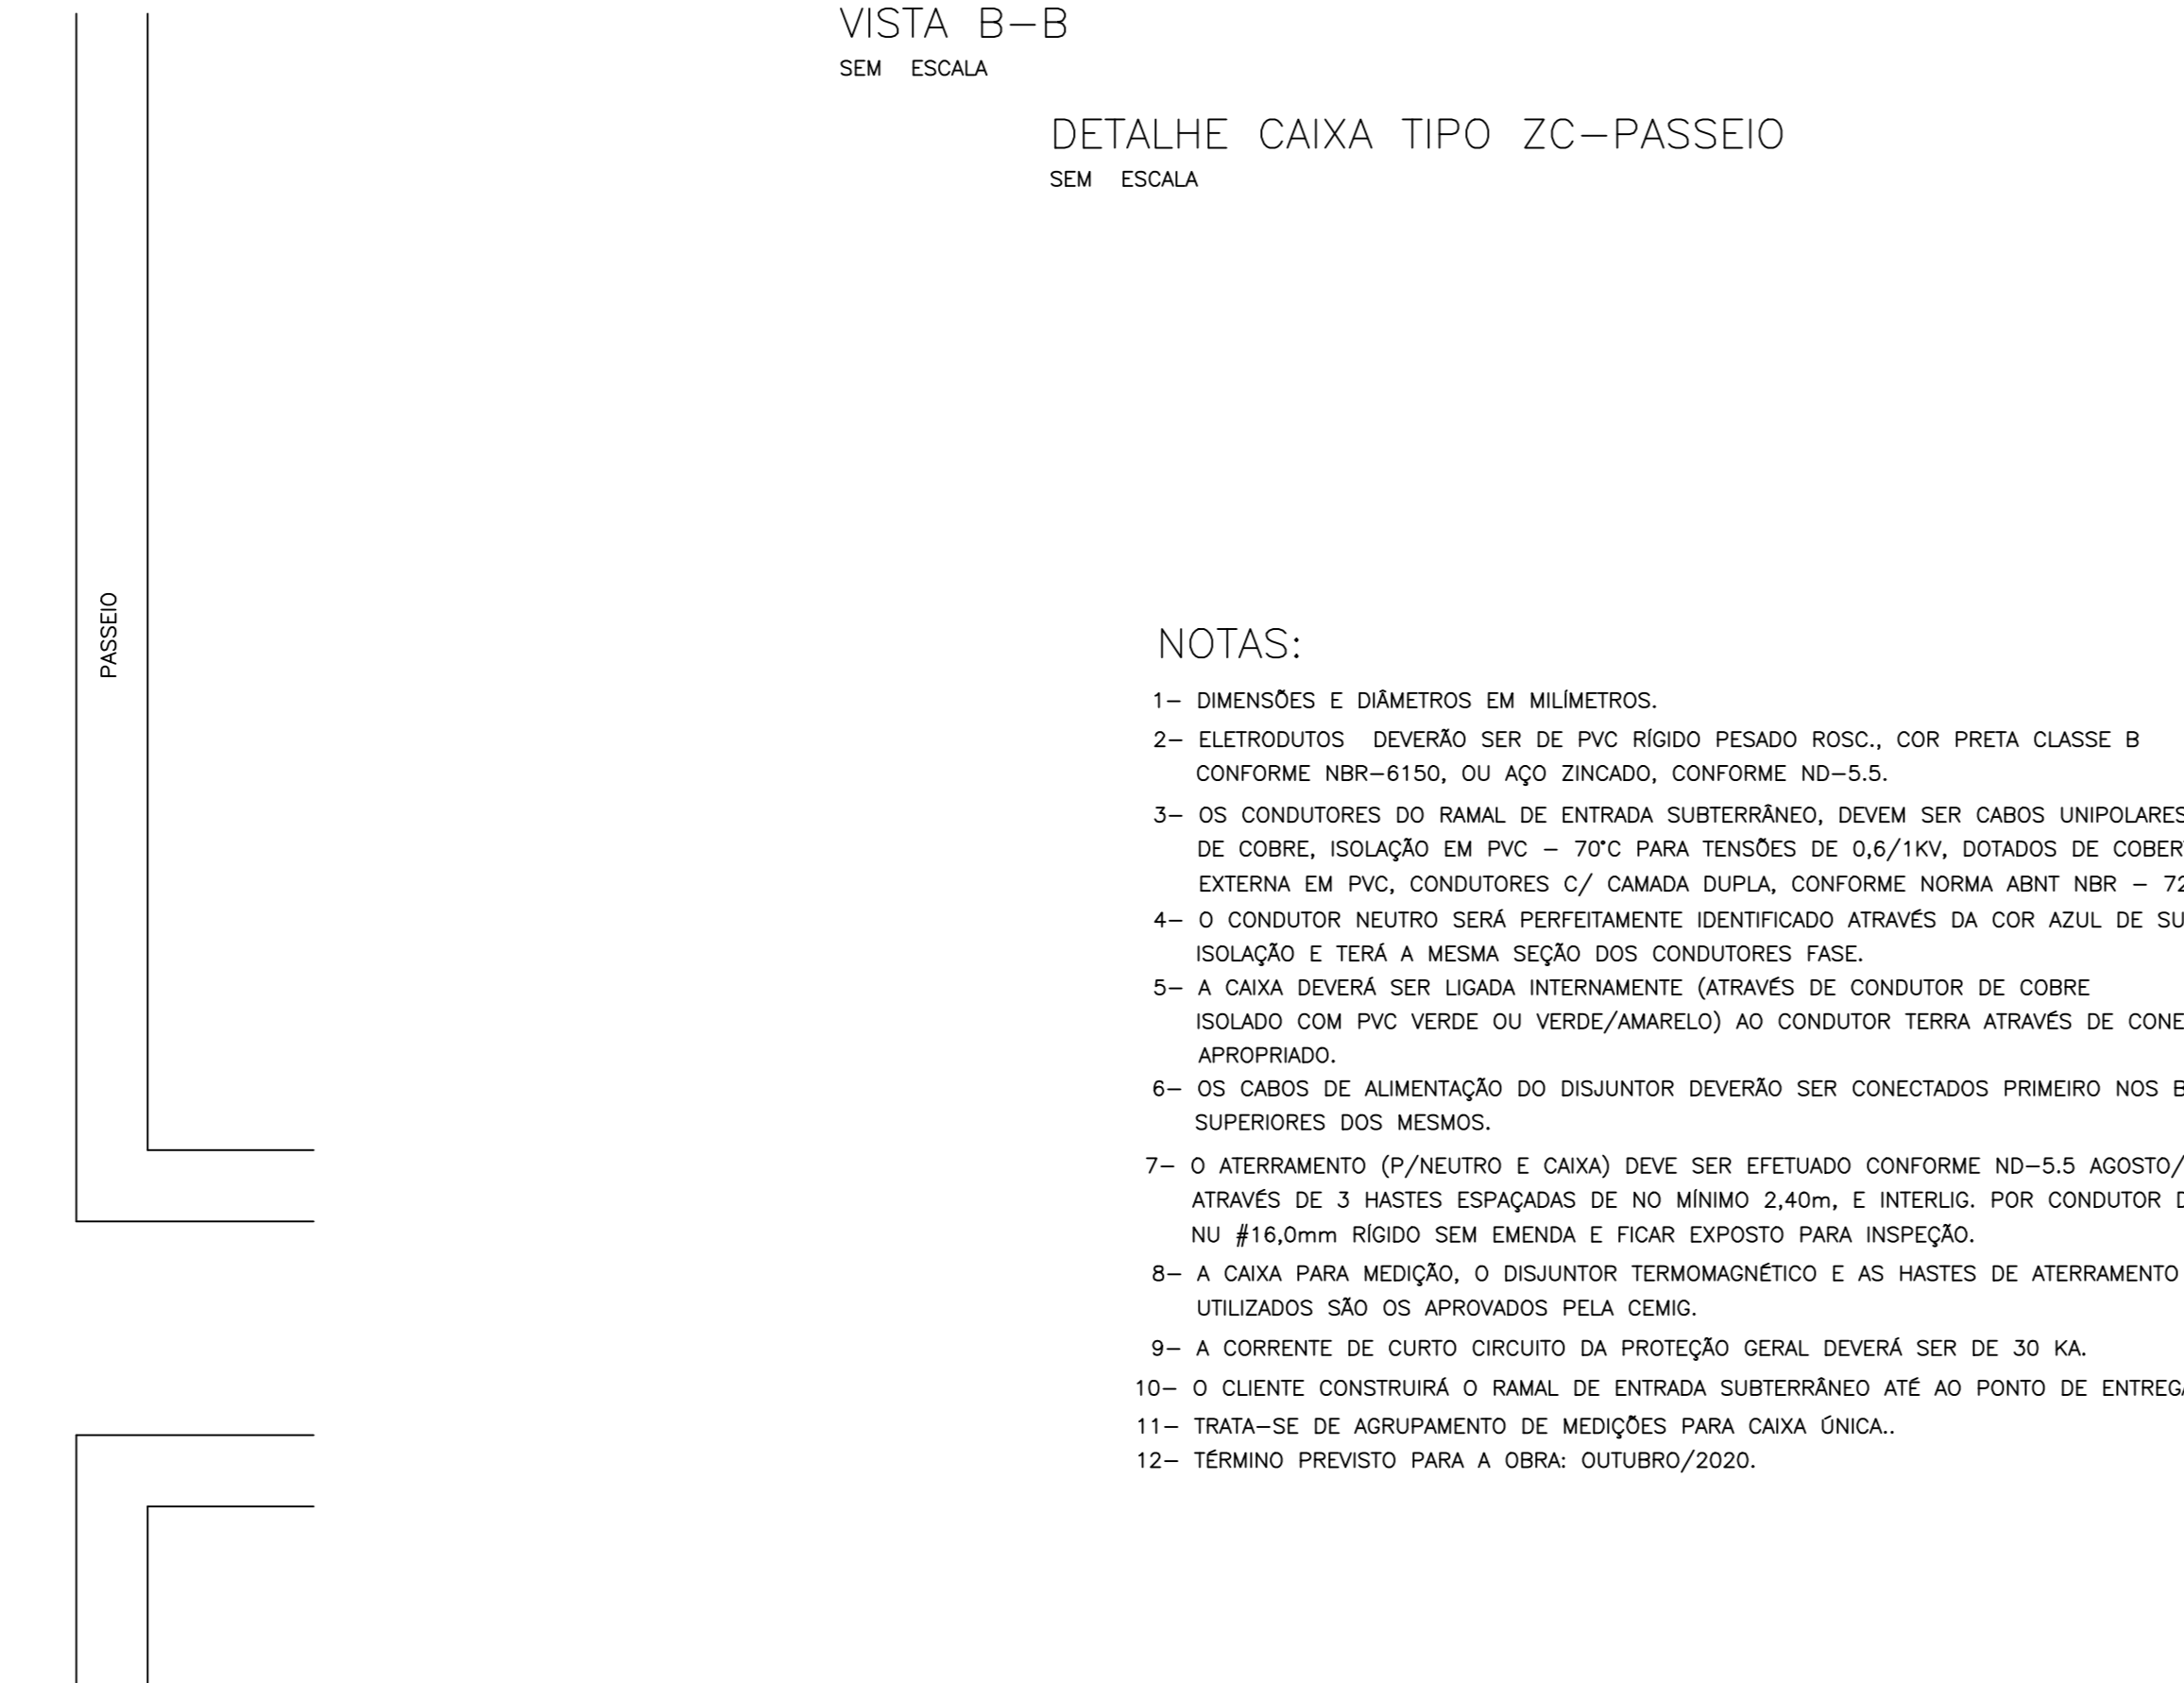 VISTA B-B
SEM ESCALA
DETALHE CAIXA TIPO ZC-PASSEIO
SEM ESCALA
PASSEIO
NOTAS:
1- DIMENSÕES E DIÂMETROS EM MILÍMETROS.
2- ELETRODUTOS DEVERÃO SER DE PVC RÍGIDO PESADO ROSC., COR PRETA CLASSE B
CONFORME NBR-6150, OU AÇO ZINCADO, CONFORME ND-5.5.
3- OS CONDUTORES DO RAMAL DE ENTRADA SUBTERRÂNEO, DEVEM SER CABOS UNIPOLARES
DE COBRE, ISOLAÇÃO EM PVC - 70°C PARA TENSÕES DE 0,6/1KV, DOTADOS DE
EXTERNA EM PVC, CONDUTORES C/ CAMADA DUPLA, CONFORME NORMA ABNT NBR -
4- O CONDUTOR NEUTRO SERÁ PERFEITAMENTE IDENTIFICADO ATRAVÉS DA COR AZUL DE
ISOLAÇÃO E TERÁ A MESMA SEÇÃO DOS CONDUTORES FASE.
5- A CAIXA DEVERÁ SER LIGADA INTERNAMENTE (ATRAVÉS DE CONDUTOR DE COBRE
ISOLADO COM PVC VERDE OU VERDE/AMARELO) AO CONDUTOR TERRA ATRAVÉS DE
APROPRIADO.
6- OS CABOS DE ALIMENTAÇÃO DO DISJUNTOR DEVERÃO SER CONECTADOS PRIMEIRO NOS
SUPERIORES DOS MESMOS.
7- O ATERRAMENTO (P/NEUTRO E CAIXA) DEVE SER EFETUADO CONFORME ND-5.5 AGOSTO/
ATRAVÉS DE 3 HASTES ESPAÇADAS DE NO MÍNIMO 2,40m, E INTERLIG. POR CONDUTOR
NU #16,0mm RÍGIDO SEM EMENDA E FICAR EXPOSTO PARA INSPEÇÃO.
8- A CAIXA PARA MEDIÇÃO, O DISJUNTOR TERMOMAGNÉTICO E AS HASTES DE ATERRAMENTO
UTILIZADOS SÃO OS APROVADOS PELA CEMIG.
9- A CORRENTE DE CURTO CIRCUITO DA PROTEÇÃO GERAL DEVERÁ SER DE 30 KA.
10- O CLIENTE CONSTRUIRÁ O RAMAL DE ENTRADA SUBTERRÂNEO ATÉ AO PONTO DE ENTREGA
11- TRATA-SE DE AGRUPAMENTO DE MEDIÇÕES PARA CAIXA ÚNICA..
12- TÉRMINO PREVISTO PARA A OBRA: OUTUBRO/2020.